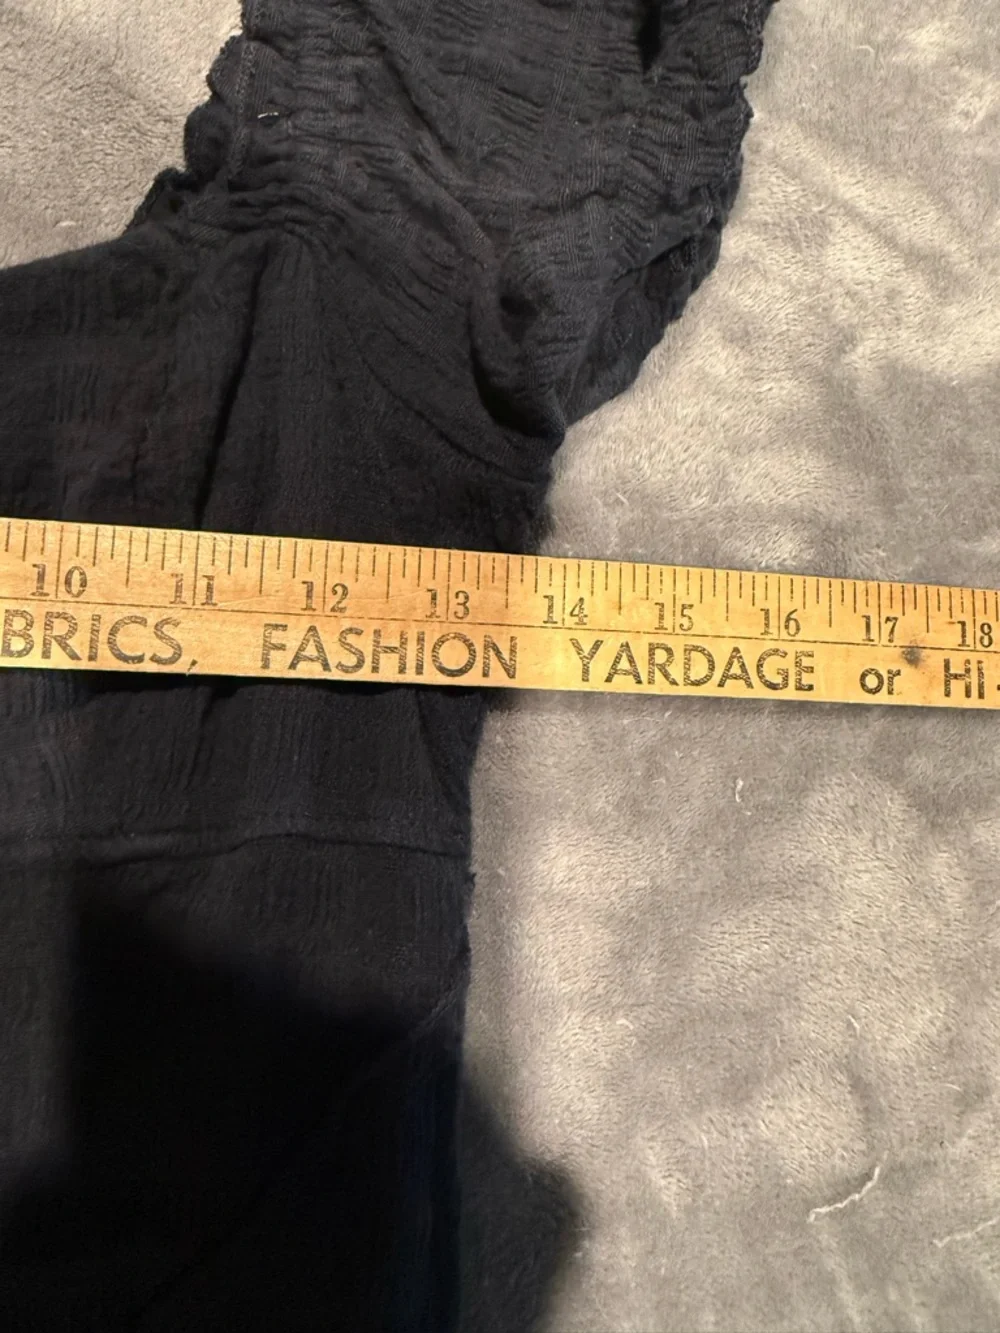 10 11 12 13 14 15 16 17 18
BRICS, FASHION YARDAGE or HI-